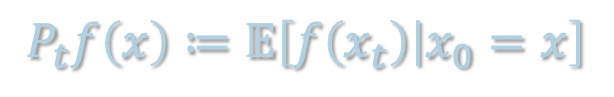 P_t f(x) := 𝔼[f(x_t)|x_0 = x]